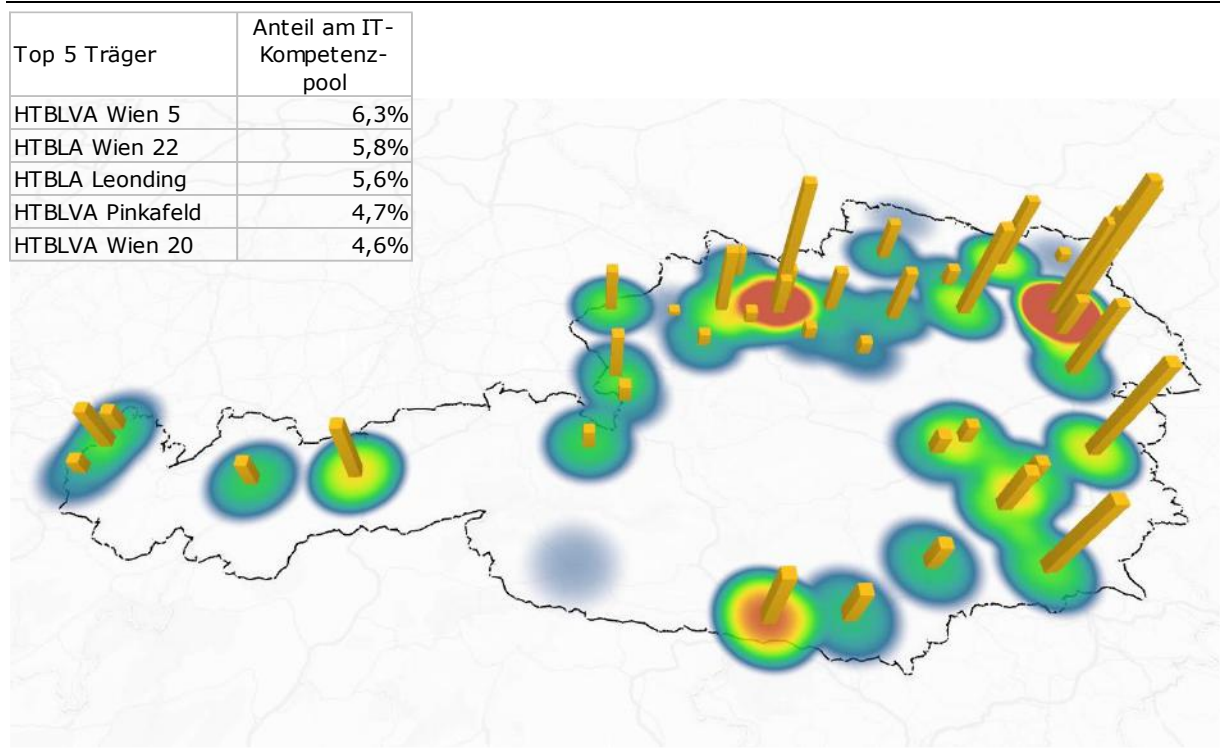 Top 5 Träger
Anteil am IT-
Kompetenz-
pool
HTBLVA Wien 5 6,3%
HTBLA Wien 22 5,8%
HTBLA Leonding 5,6%
HTBLVA Pinkafeld 4,7%
HTBLVA Wien 20 4,6%